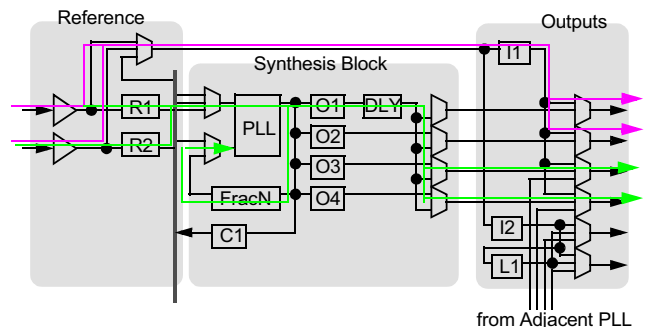 Reference
Outputs
Synthesis Block
I1
R1
O1
DLY
PLL
R2
O2
O3
FracN
O4
C1
I2
L1
from Adjacent PLL